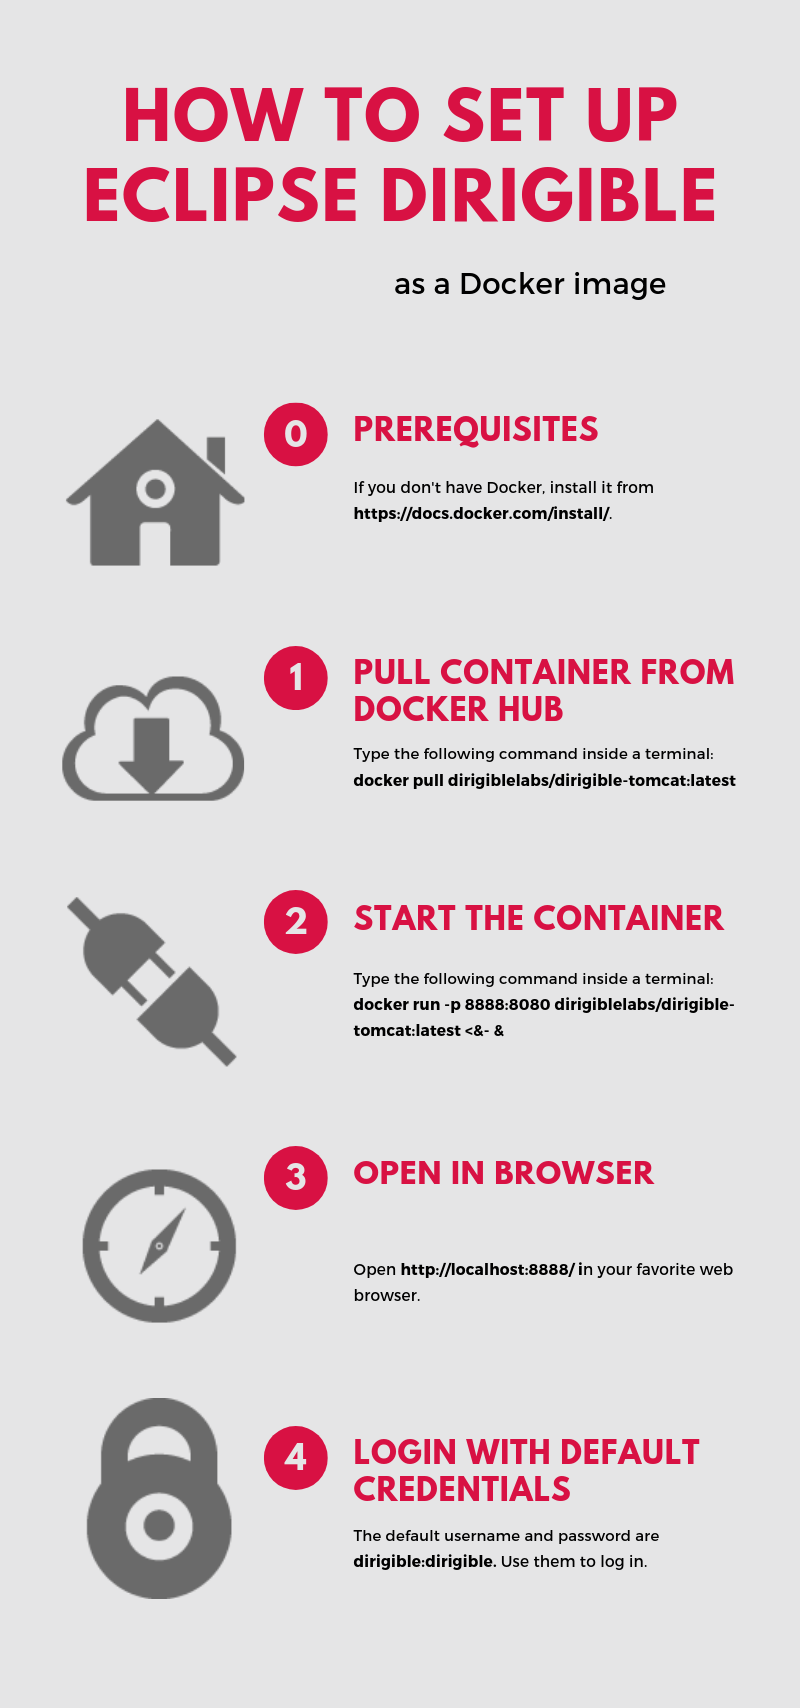 HOW TO SET UP
ECLIPSE DIRIGIBLE
as a Docker image
0
PREREQUISITES
If you don't have Docker, install it from
https://docs.docker.com/install/.
1
PULL CONTAINER FROM
DOCKER HUB
Type the following command inside a terminal:
docker pull dirigiblelabs/dirigible-tomcat:latest
2
START THE CONTAINER
Type the following command inside a terminal:
docker run -p 8888:8080 dirigiblelabs/dirigible-
tomcat:latest <&- &
3
OPEN IN BROWSER
Open http://localhost:8888/ in your favorite web
browser.
4
LOGIN WITH DEFAULT
CREDENTIALS
The default username and password are
dirigible:dirigible. Use them to log in.